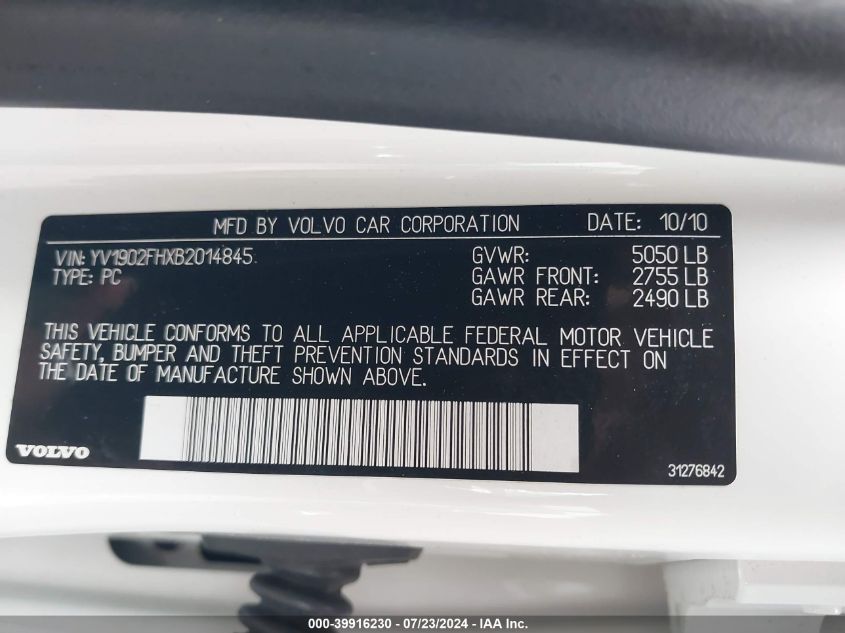 MFD BY VOLVO CAR CORPORATION DATE: 10/10
VIN: YV1902FHXB2014845. GVWR: 5050 LB
TYPE: PC GAWR FRONT: 2755 LB
GAWR REAR: 2490 LB
THIS VEHICLE CONFORMS TO ALL APPLICABLE FEDERAL MOTOR VEHICLE
SAFETY, BUMPER AND THEFT PREVENTION STANDARDS IN EFFECT ON
THE DATE OF MANUFACTURE SHOWN ABOVE.
VOLVO
31276842
000-39916230 - 07/23/2024 - IAA Inc.